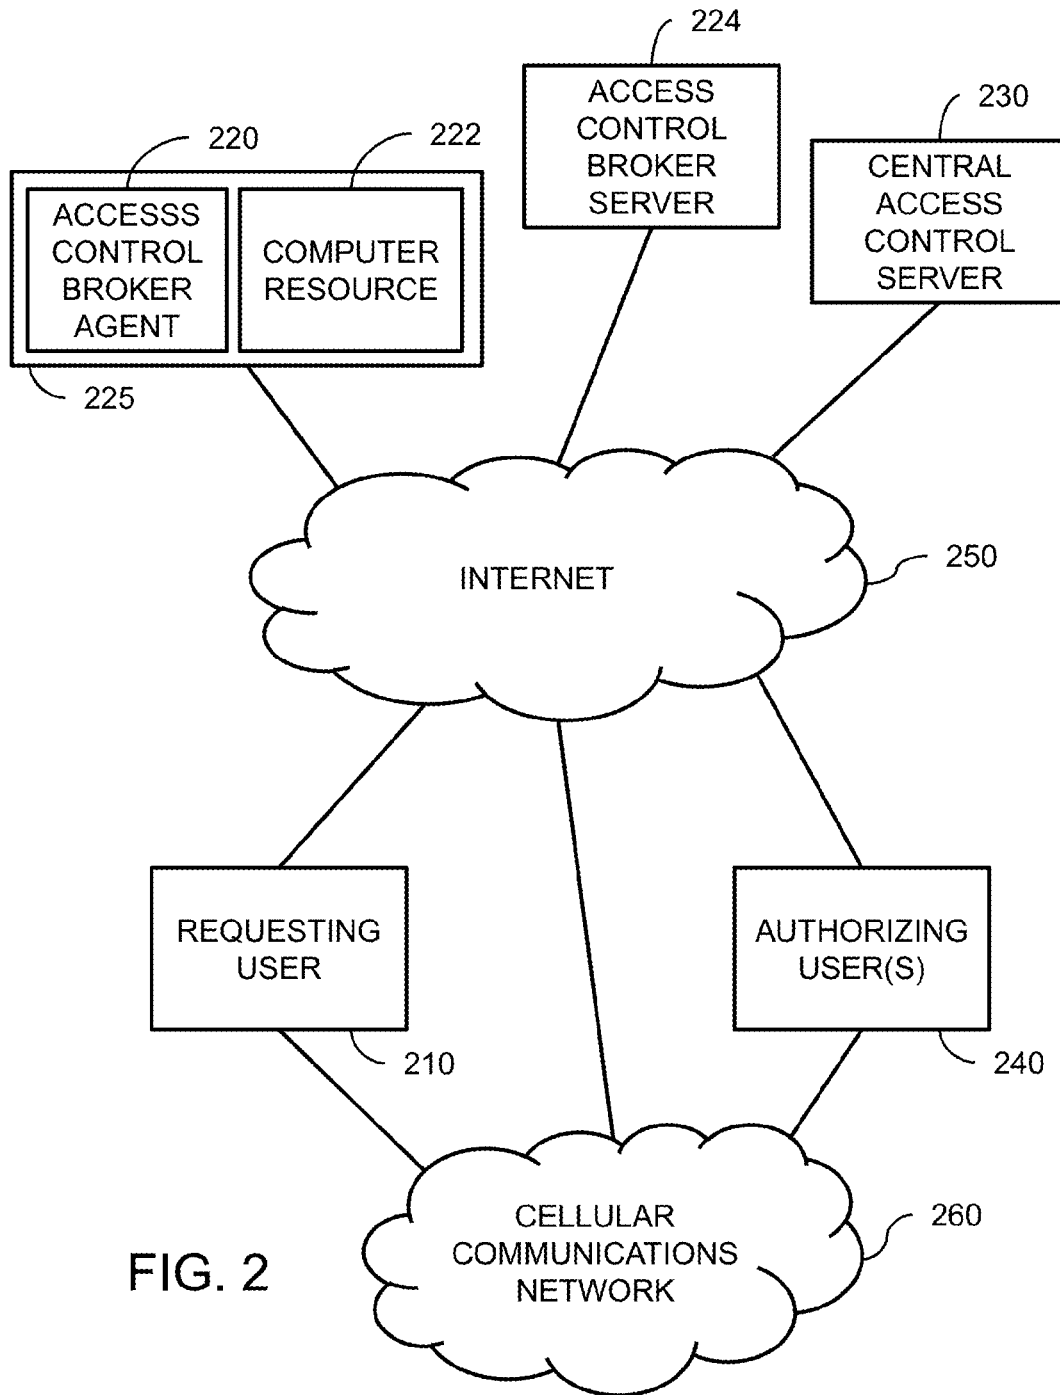 224
ACCESS
CONTROL
BROKER
SERVER
230
CENTRAL
ACCESS
CONTROL
SERVER
220
222
ACCESSS
CONTROL
BROKER
AGENT
COMPUTER
RESOURCE
225
INTERNET
250
REQUESTING
USER
210
AUTHORIZING
USER(S)
240
CELLULAR
COMMUNICATIONS
NETWORK
260
FIG. 2